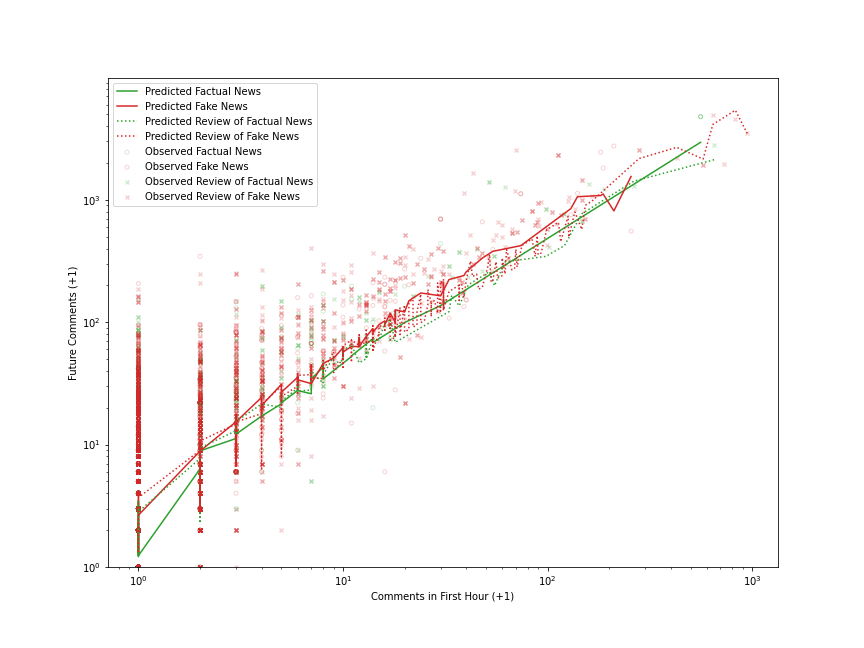 Predicted Factual News
Predicted Fake News
Predicted Review of Factual News
Predicted Review of Fake News
Observed Factual News
Observed Fake News
Observed Review of Factual News
Observed Review of Fake News
Future Comments (+1)
10³
10²
10¹
10⁰
10⁰ 10¹ 10² 10³
Comments in First Hour (+1)